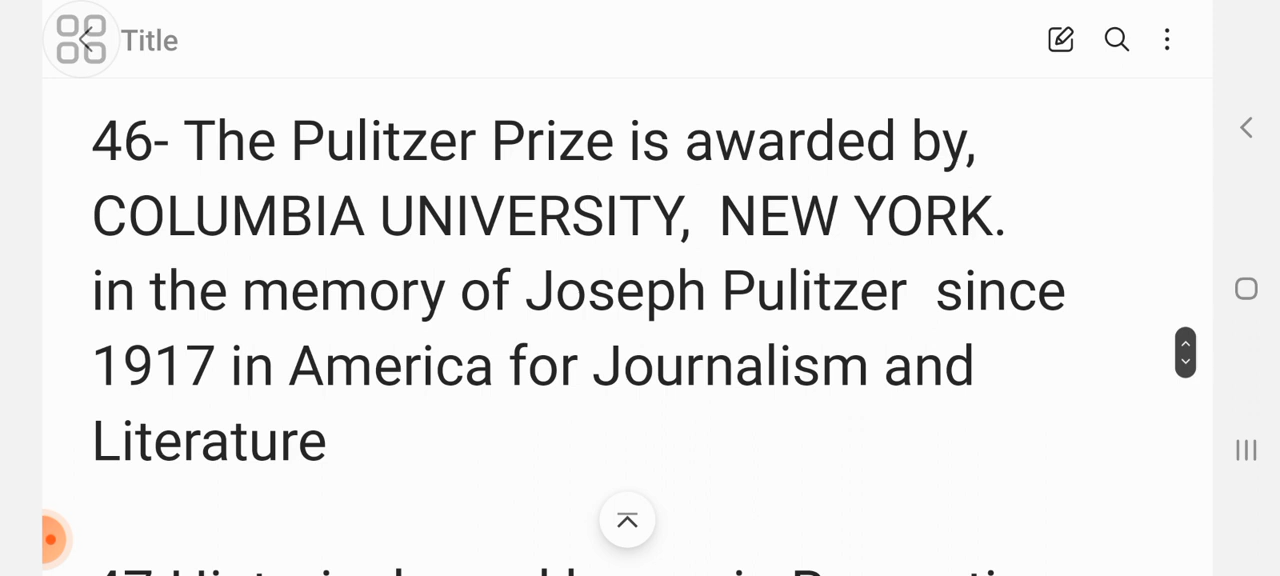 Title
46- The Pulitzer Prize is awarded by,
COLUMBIA UNIVERSITY,  NEW YORK.
in the memory of Joseph Pulitzer  since
1917 in America for Journalism and
Literature